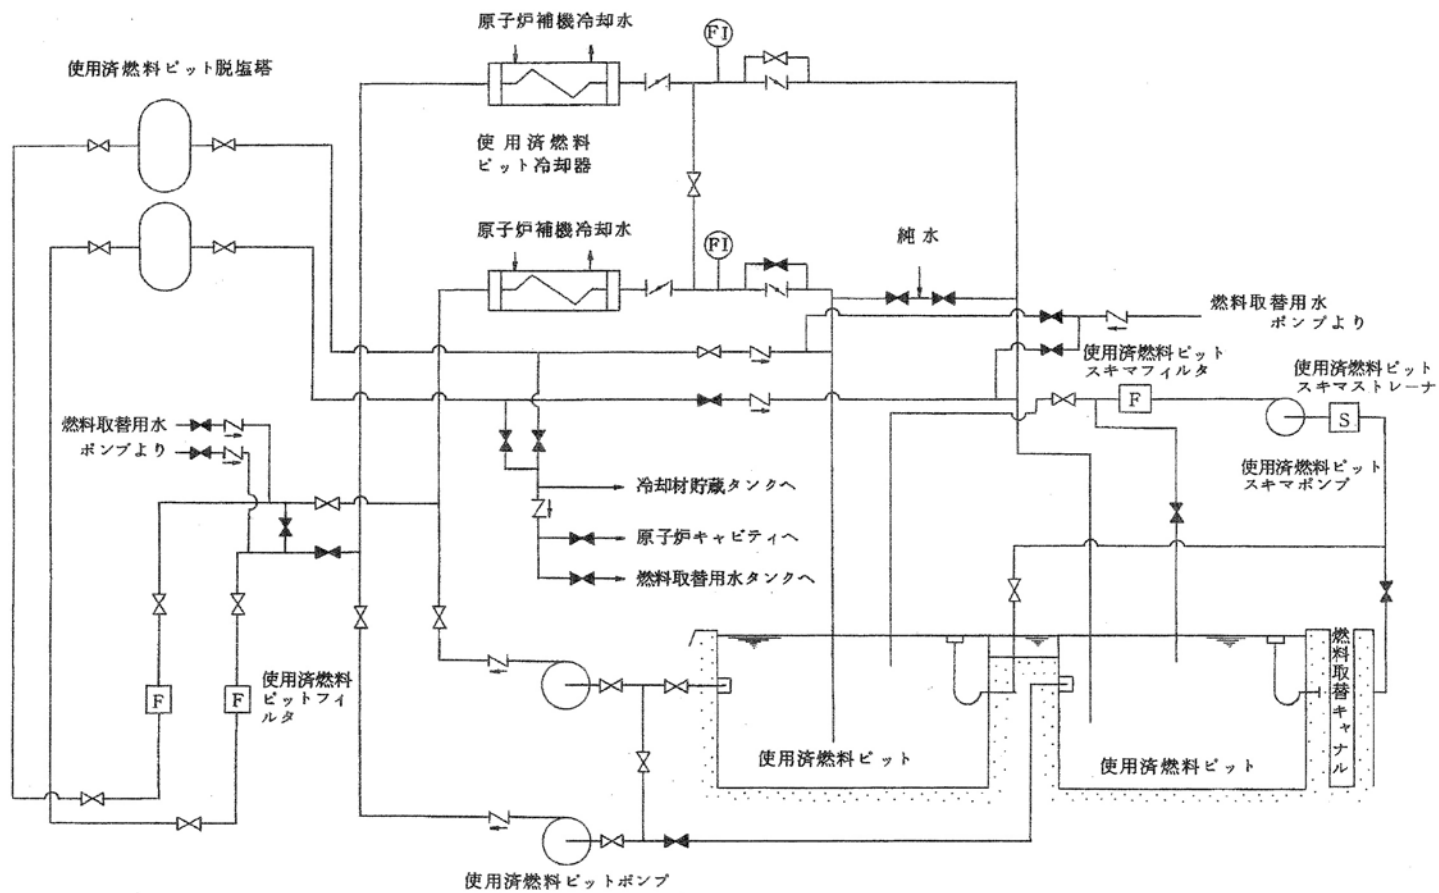 原子炉補機冷却水
FI
使用済燃料ピット脱塩塔
使用済燃料
ピット冷却器
原子炉補機冷却水
FI
純水
燃料取替用水
ポンプより
使用済燃料ピット
スキマフィルタ
使用済燃料ピット
スキマストレーナ
F
S
燃料取替用水
ポンプより
使用済燃料ピット
スキマポンプ
冷却材貯蔵タンクへ
原子炉キャビティへ
燃料取替用水タンクへ
燃料取替キャナル
F
F
使用済燃料
ピットフィ
ルタ
使用済燃料ピット
使用済燃料ピット
使用済燃料ピットポンプ